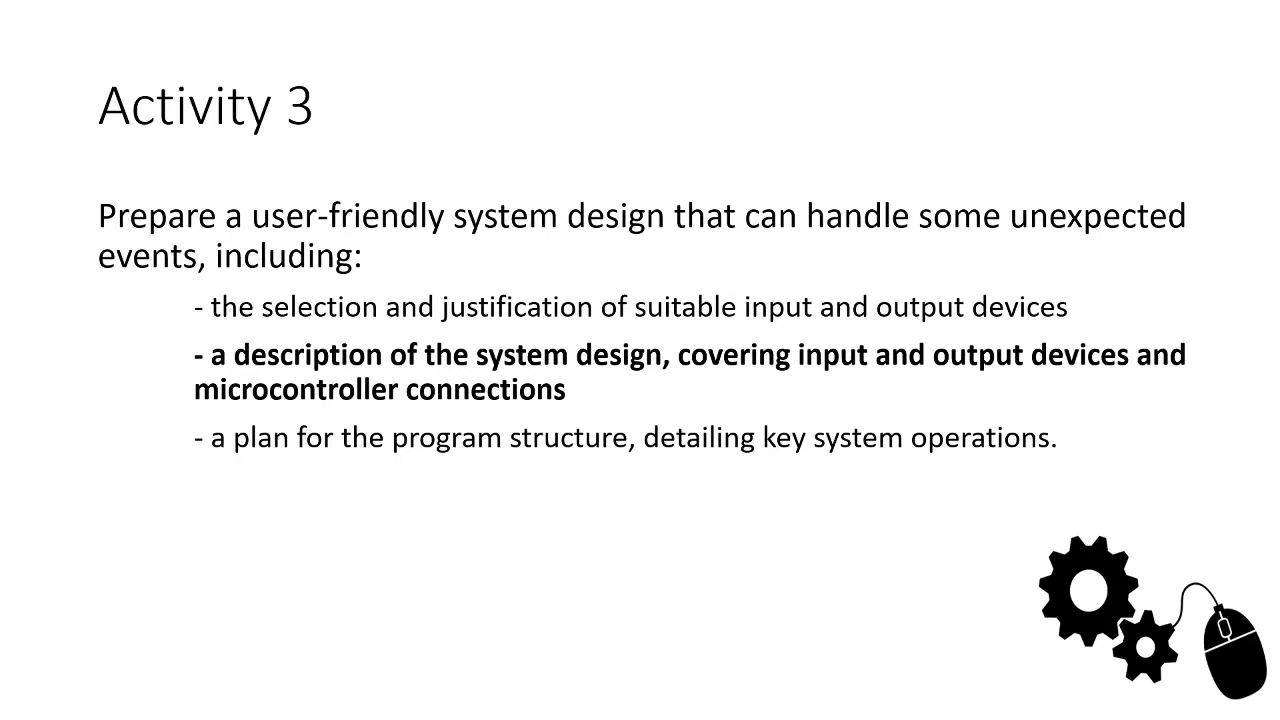 Activity 3
Prepare a user-friendly system design that can handle some unexpected
events, including:
- the selection and justification of suitable input and output devices
- a description of the system design, covering input and output devices and
microcontroller connections
- a plan for the program structure, detailing key system operations.